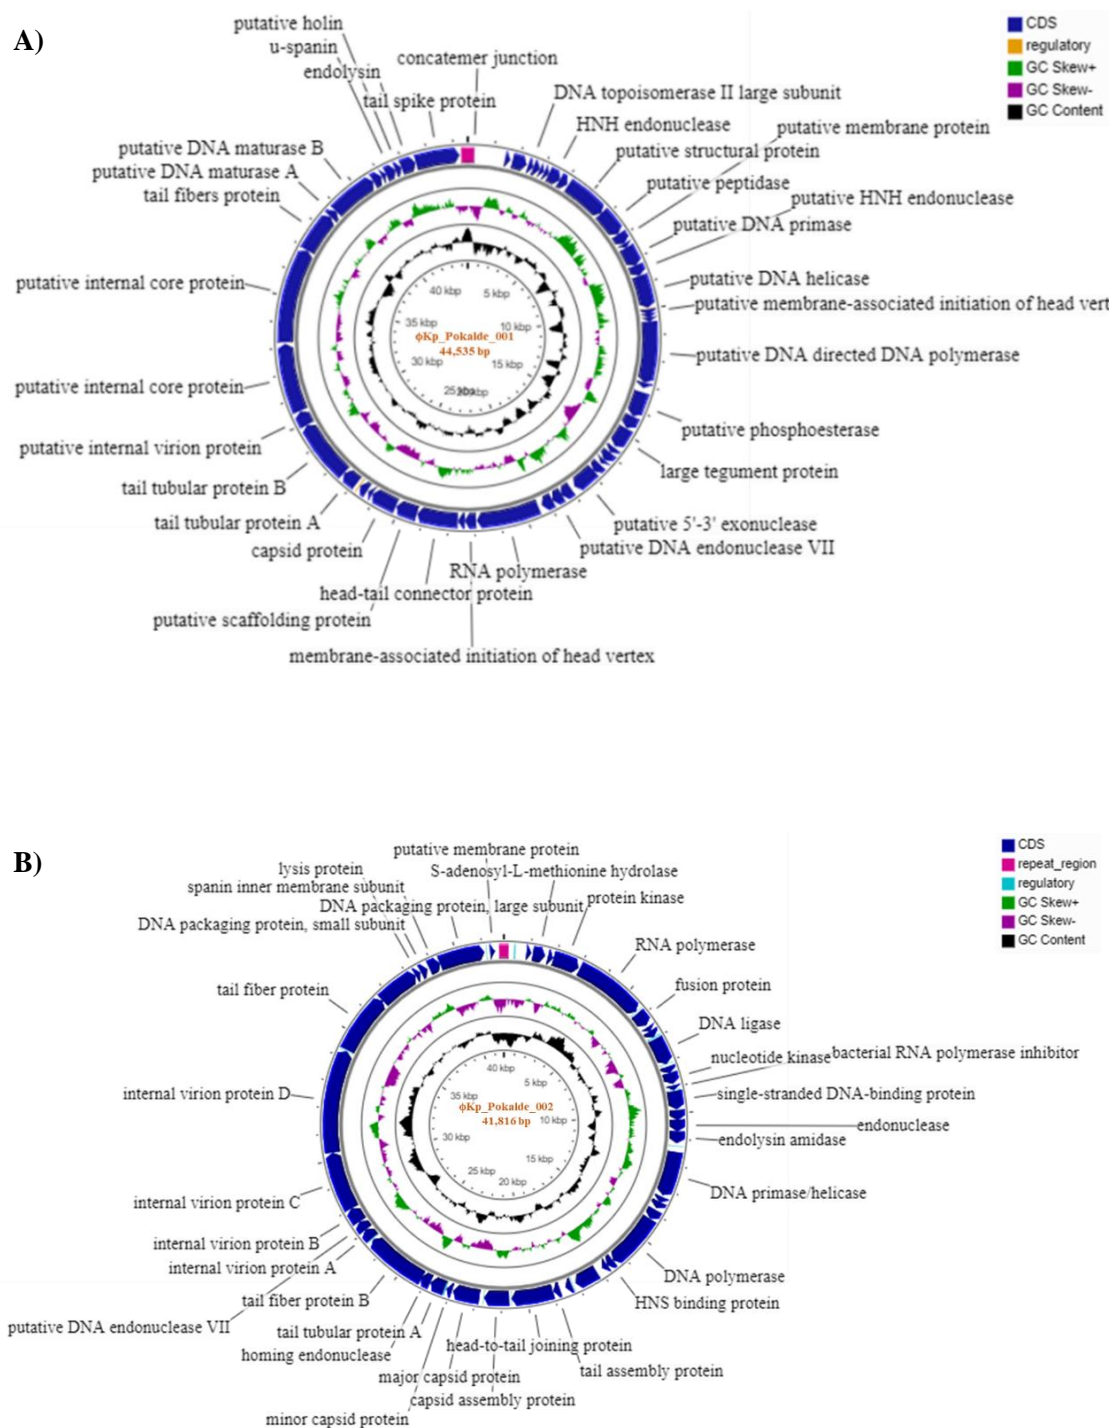 A)
CDS
regulatory
GC Skew+
GC Skew-
GC Content
putative holin
u-spanin
endolysin
concatemer junction
tail spike protein
DNA topoisomerase II large subunit
HNH endonuclease
putative membrane protein
putative structural protein
putative peptidase
putative HNH endonuclease
putative DNA primase
putative DNA helicase
putative membrane-associated initiation of head vert
putative DNA directed DNA polymerase
putative phosphoesterase
large tegument protein
putative 5'-3' exonuclease
putative DNA endonuclease VII
RNA polymerase
head-tail connector protein
putative scaffolding protein
membrane-associated initiation of head vertex
capsid protein
tail tubular protein A
tail tubular protein B
putative internal virion protein
putative internal core protein
putative internal core protein
tail fibers protein
putative DNA maturase A
putative DNA maturase B
40 kbp
5 kbp
35 kbp
10 kbp
ϕKp_Pokalde_001
44,535 bp
30 kbp
15 kbp
B)
CDS
repeat_region
regulatory
GC Skew+
GC Skew-
GC Content
putative membrane protein
lysis protein
S-adenosyl-L-methionine hydrolase
spanin inner membrane subunit
DNA packaging protein, large subunit
protein kinase
DNA packaging protein, small subunit
RNA polymerase
fusion protein
DNA ligase
nucleotide kinase
bacterial RNA polymerase inhibitor
single-stranded DNA-binding protein
endonuclease
endolysin amidase
DNA primase/helicase
DNA polymerase
HNS binding protein
head-to-tail joining protein
tail assembly protein
major capsid protein
capsid assembly protein
minor capsid protein
homing endonuclease
tail tubular protein A
putative DNA endonuclease VII
tail fiber protein B
internal virion protein A
internal virion protein B
internal virion protein C
internal virion protein D
tail fiber protein
40 kbp
5 kbp
35 kbp
ϕKp_Pokalde_002
41,816 bp
10 kbp
30 kbp
15 kbp
25 kbp
20 kbp